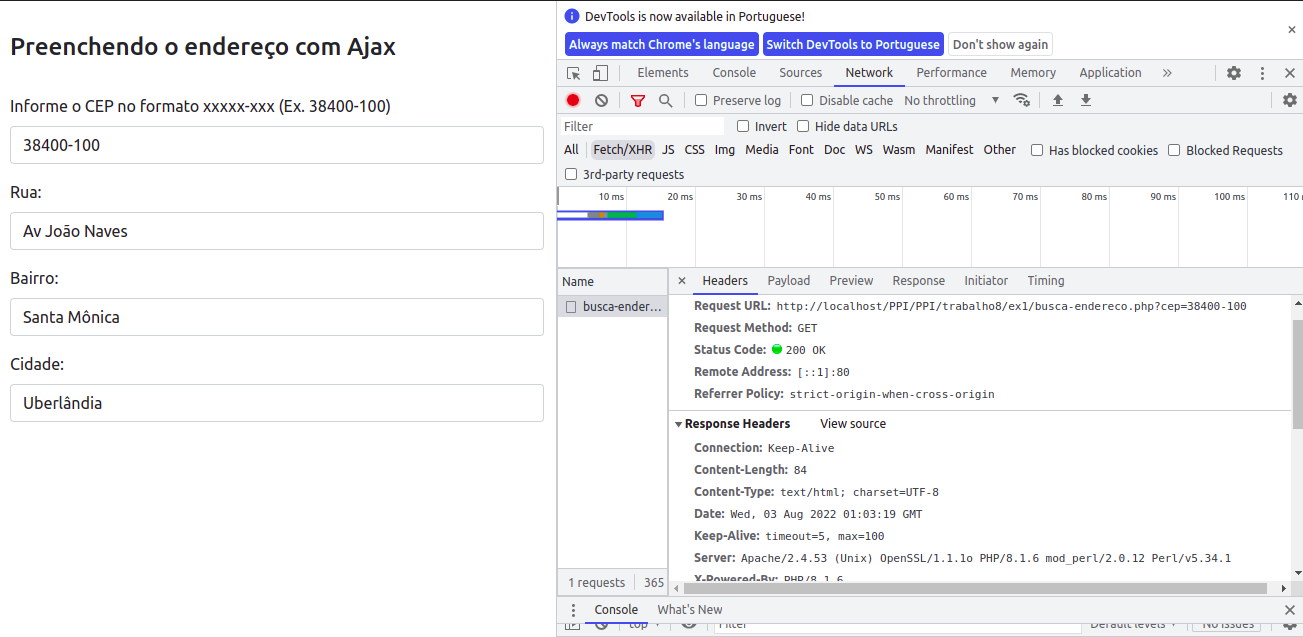 Preenchendo o endereço com Ajax
Informe o CEP no formato xxxxx-xxx (Ex. 38400-100)
38400-100
Rua:
Av João Naves
Bairro:
Santa Mônica
Cidade:
Uberlândia
DevTools is now available in Portuguese!
Always match Chrome's language Switch DevTools to Portuguese Don't show again
Elements Console Sources Network Performance Memory Application
Preserve log Disable cache No throttling
Filter Invert Hide data URLs
All Fetch/XHR JS CSS Img Media Font Doc WS Wasm Manifest Other Has blocked cookies Blocked Requests
3rd-party requests
10 ms 20 ms 30 ms 40 ms 50 ms 60 ms 70 ms 80 ms 90 ms 100 ms 110
Name Headers Payload Preview Response Initiator Timing
busca-ender...
Request URL: http://localhost/PPI/PPI/trabalho8/ex1/busca-endereco.php?cep=38400-100
Request Method: GET
Status Code: 200 OK
Remote Address: [::1]:80
Referrer Policy: strict-origin-when-cross-origin
Response Headers View source
Connection: Keep-Alive
Content-Length: 84
Content-Type: text/html; charset=UTF-8
Date: Wed, 03 Aug 2022 01:03:19 GMT
Keep-Alive: timeout=5, max=100
Server: Apache/2.4.53 (Unix) OpenSSL/1.1.1o PHP/8.1.6 mod_perl/2.0.12 Perl/v5.34.1
X-Powered-By: PHP/8.1.6
1 requests 365
Console What's New
top Filter Default levels No Issues